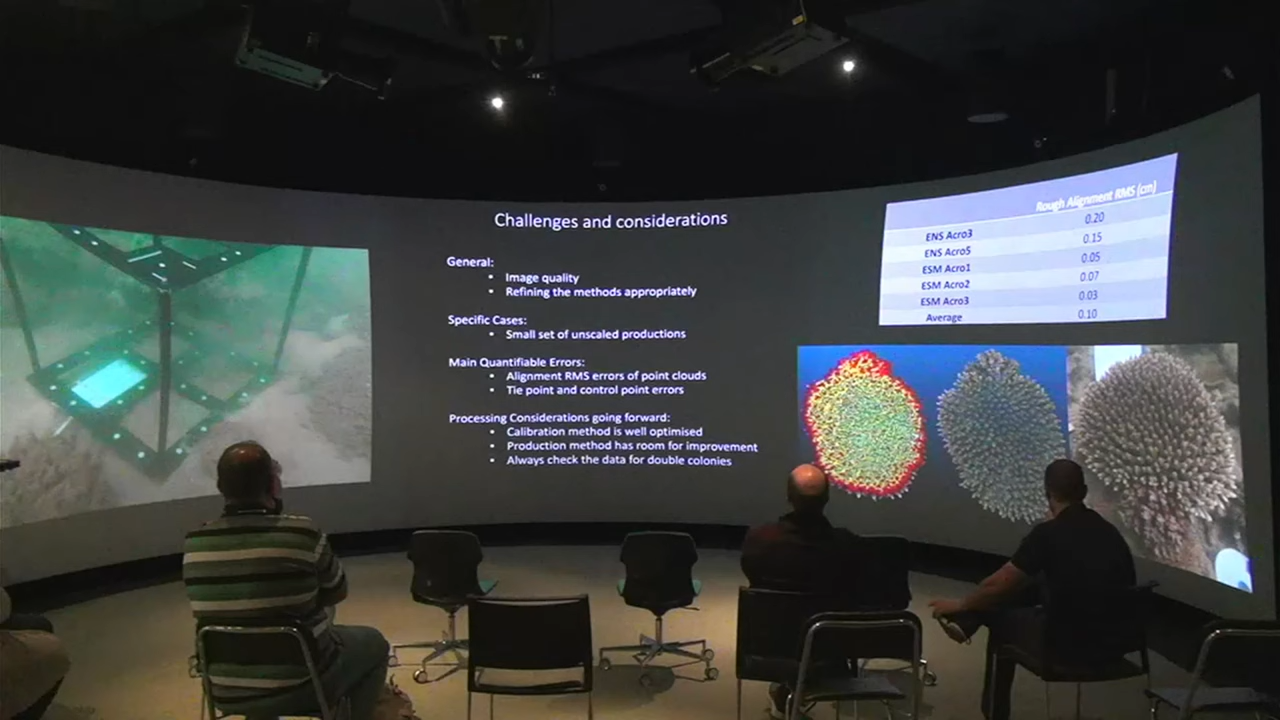 Challenges and considerations
General:
• Image quality
• Refining the methods appropriately
Specific Cases:
• Small set of unscaled productions
Main Quantifiable Errors:
• Alignment RMS errors of point clouds
• Tie point and control point errors
Processing Considerations going forward:
• Calibration method is well optimised
• Production method has room for improvement
• Always check the data for double colonies
Rough Alignment RMS (cm)
ENS Acro3 0.20
ENS Acro5 0.15
ESM Acro1 0.05
ESM Acro2 0.07
ESM Acro3 0.03
Average 0.10